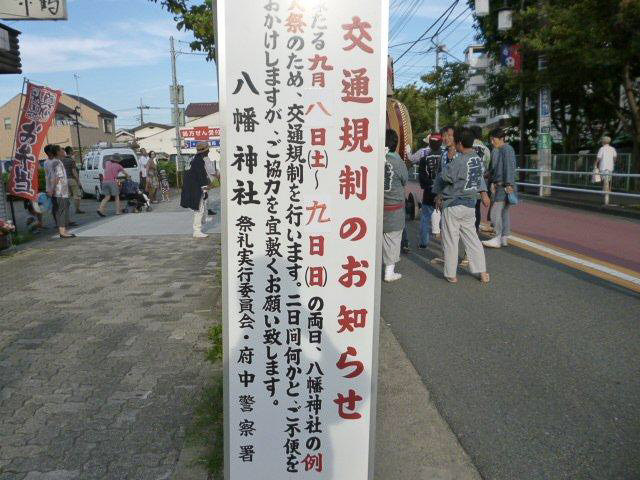 交通規制のお知らせ
たる九月八日(土)～九日(日)の両日、八幡神社の例
大祭のため、交通規制を行います。二日间何かと、ご不便を
おかけしますが、ご協力を宜敷くお願い致します。
八幡神社 祭礼実行委員会・府中警察署